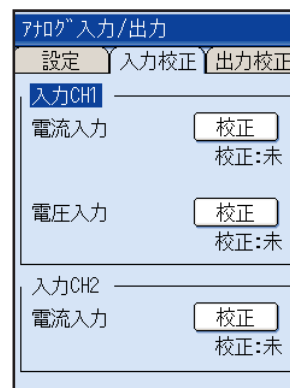 ｱﾅﾛｸﾞ入力/出力
設定 入力校正 出力校正
入力CH1
電流入力 校正
校正:未
電圧入力 校正
校正:未
入力CH2
電流入力 校正
校正:未